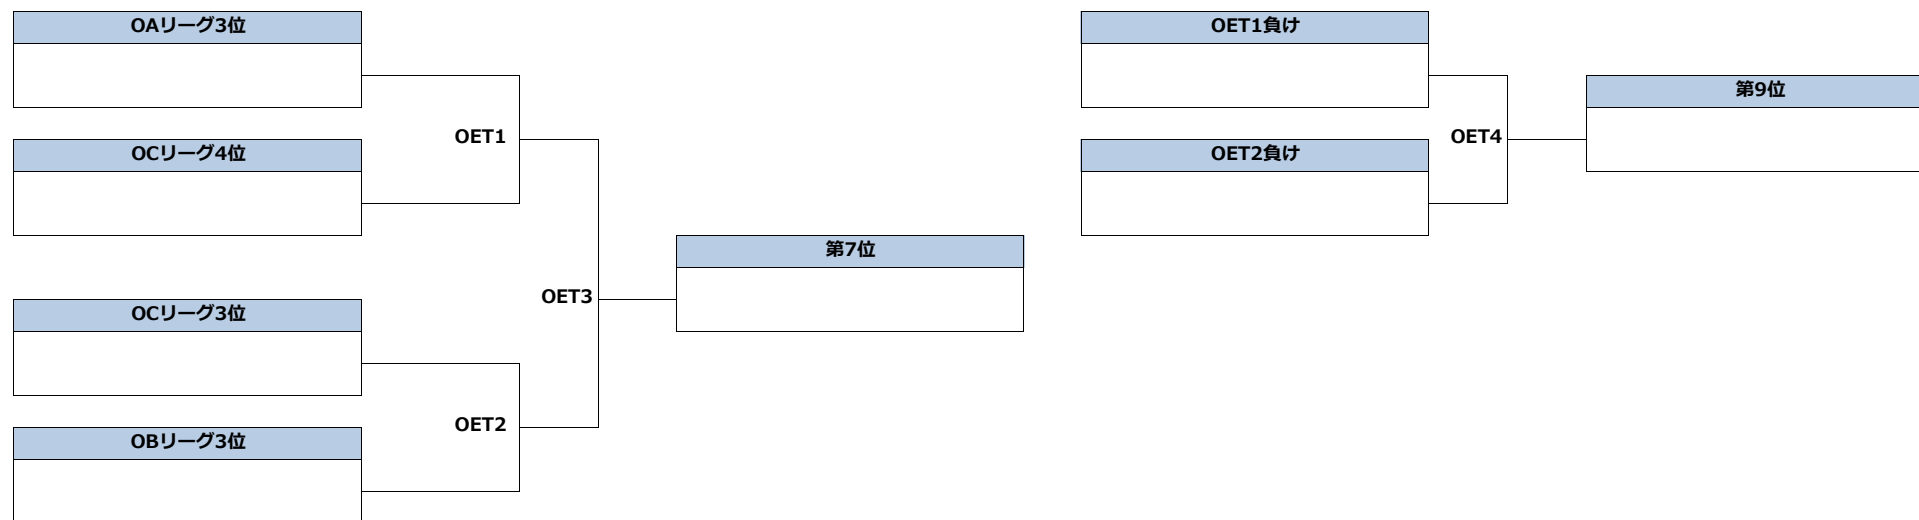 OAリーグ3位
OET1
OCリーグ4位
OET3
第7位
OCリーグ3位
OET2
OBリーグ3位
OET1負け
OET4
第9位
OET2負け